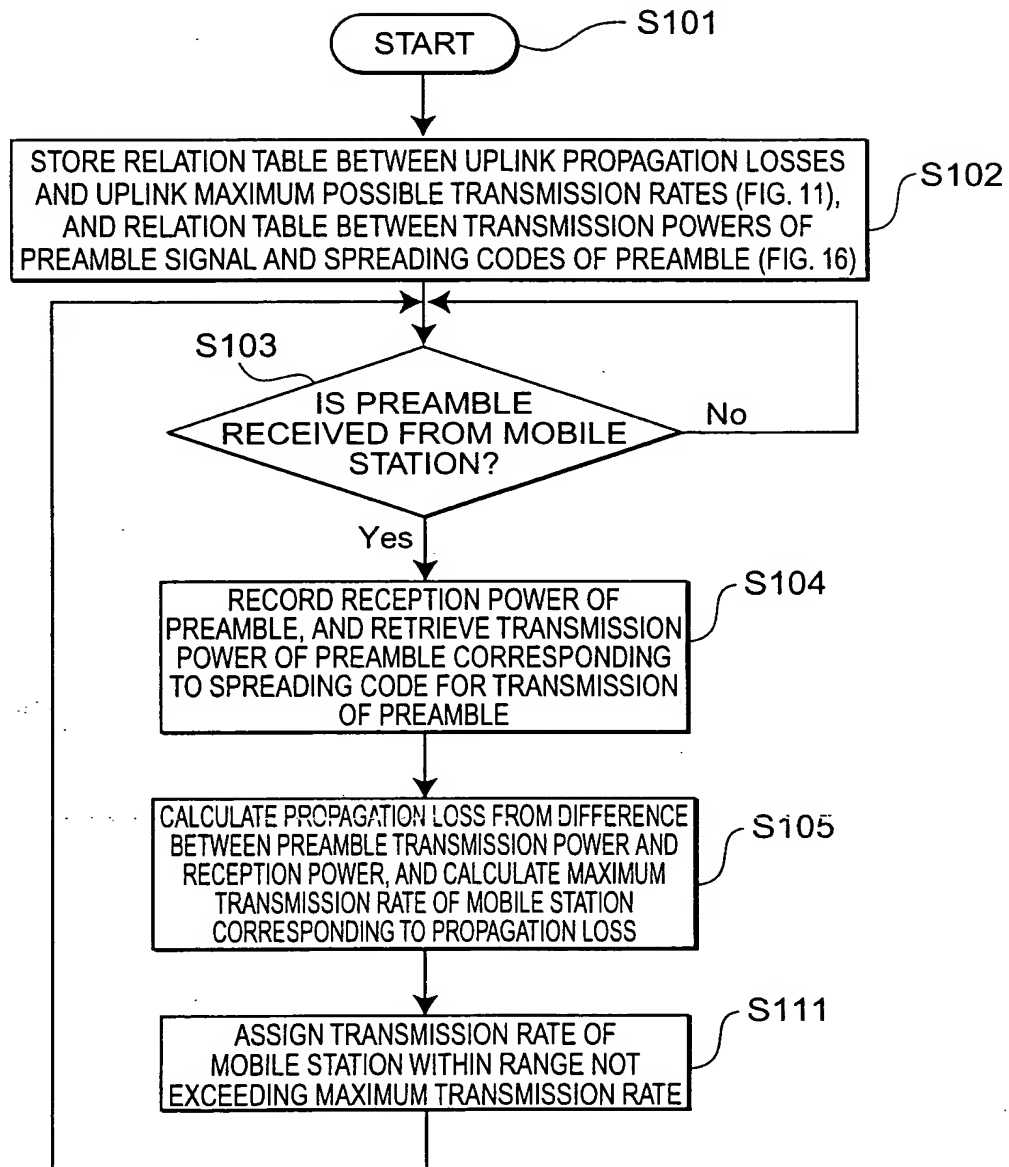 START
S101
STORE RELATION TABLE BETWEEN UPLINK PROPAGATION LOSSES
AND UPLINK MAXIMUM POSSIBLE TRANSMISSION RATES (FIG. 11),
AND RELATION TABLE BETWEEN TRANSMISSION POWERS OF
PREAMBLE SIGNAL AND SPREADING CODES OF PREAMBLE (FIG. 16)
S102
S103
IS PREAMBLE
RECEIVED FROM MOBILE
STATION?
No
Yes
S104
RECORD RECEPTION POWER OF
PREAMBLE, AND RETRIEVE TRANSMISSION
POWER OF PREAMBLE CORRESPONDING
TO SPREADING CODE FOR TRANSMISSION
OF PREAMBLE
CALCULATE PROPAGATION LOSS FROM DIFFERENCE
BETWEEN PREAMBLE TRANSMISSION POWER AND
RECEPTION POWER, AND CALCULATE MAXIMUM
TRANSMISSION RATE OF MOBILE STATION
CORRESPONDING TO PROPAGATION LOSS
S105
S111
ASSIGN TRANSMISSION RATE OF
MOBILE STATION WITHIN RANGE NOT
EXCEEDING MAXIMUM TRANSMISSION RATE